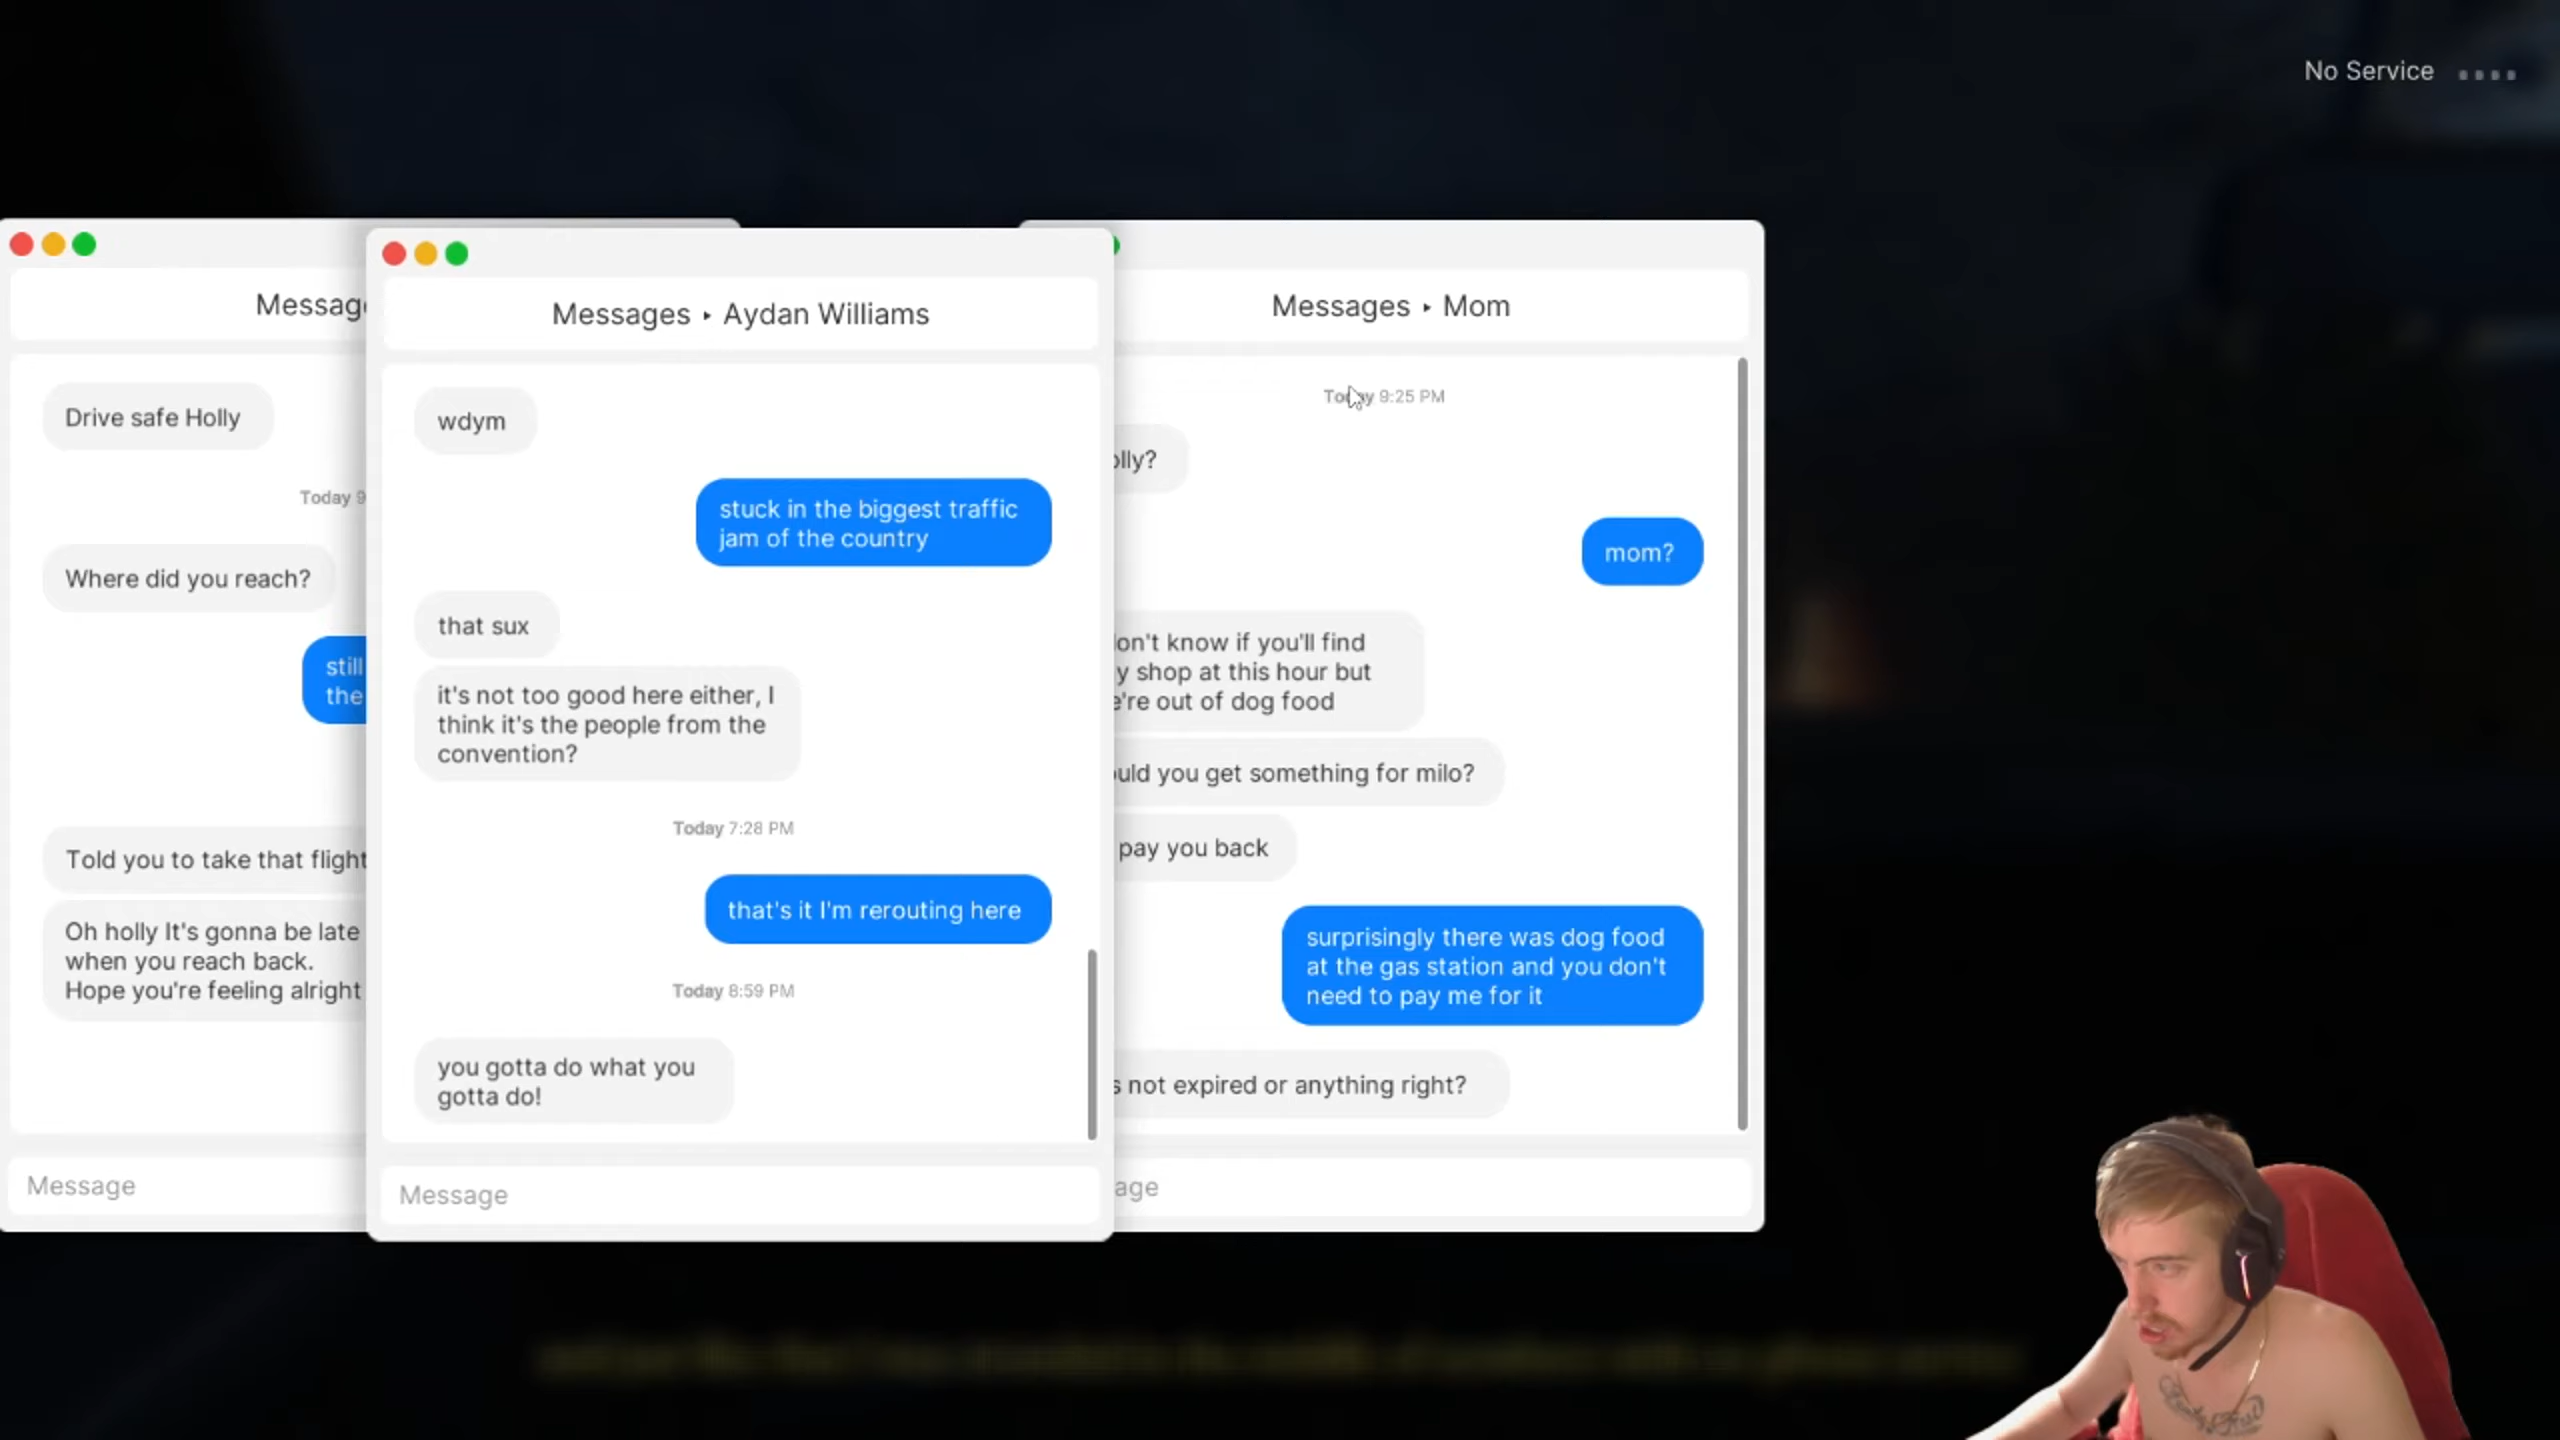 No Service
Message
Drive safe Holly
Today 9
Where did you reach?
still
the
Told you to take that flight
Oh holly It's gonna be late
when you reach back.
Hope you're feeling alright
Message
Messages ▸ Aydan Williams
wdym
stuck in the biggest traffic
jam of the country
that sux
it's not too good here either, I
think it's the people from the
convention?
Today 7:28 PM
that's it I'm rerouting here
Today 8:59 PM
you gotta do what you
gotta do!
Message
Messages ▸ Mom
Today 9:25 PM
olly?
mom?
on't know if you'll find
y shop at this hour but
e're out of dog food
ould you get something for milo?
pay you back
surprisingly there was dog food
at the gas station and you don't
need to pay me for it
s not expired or anything right?
age